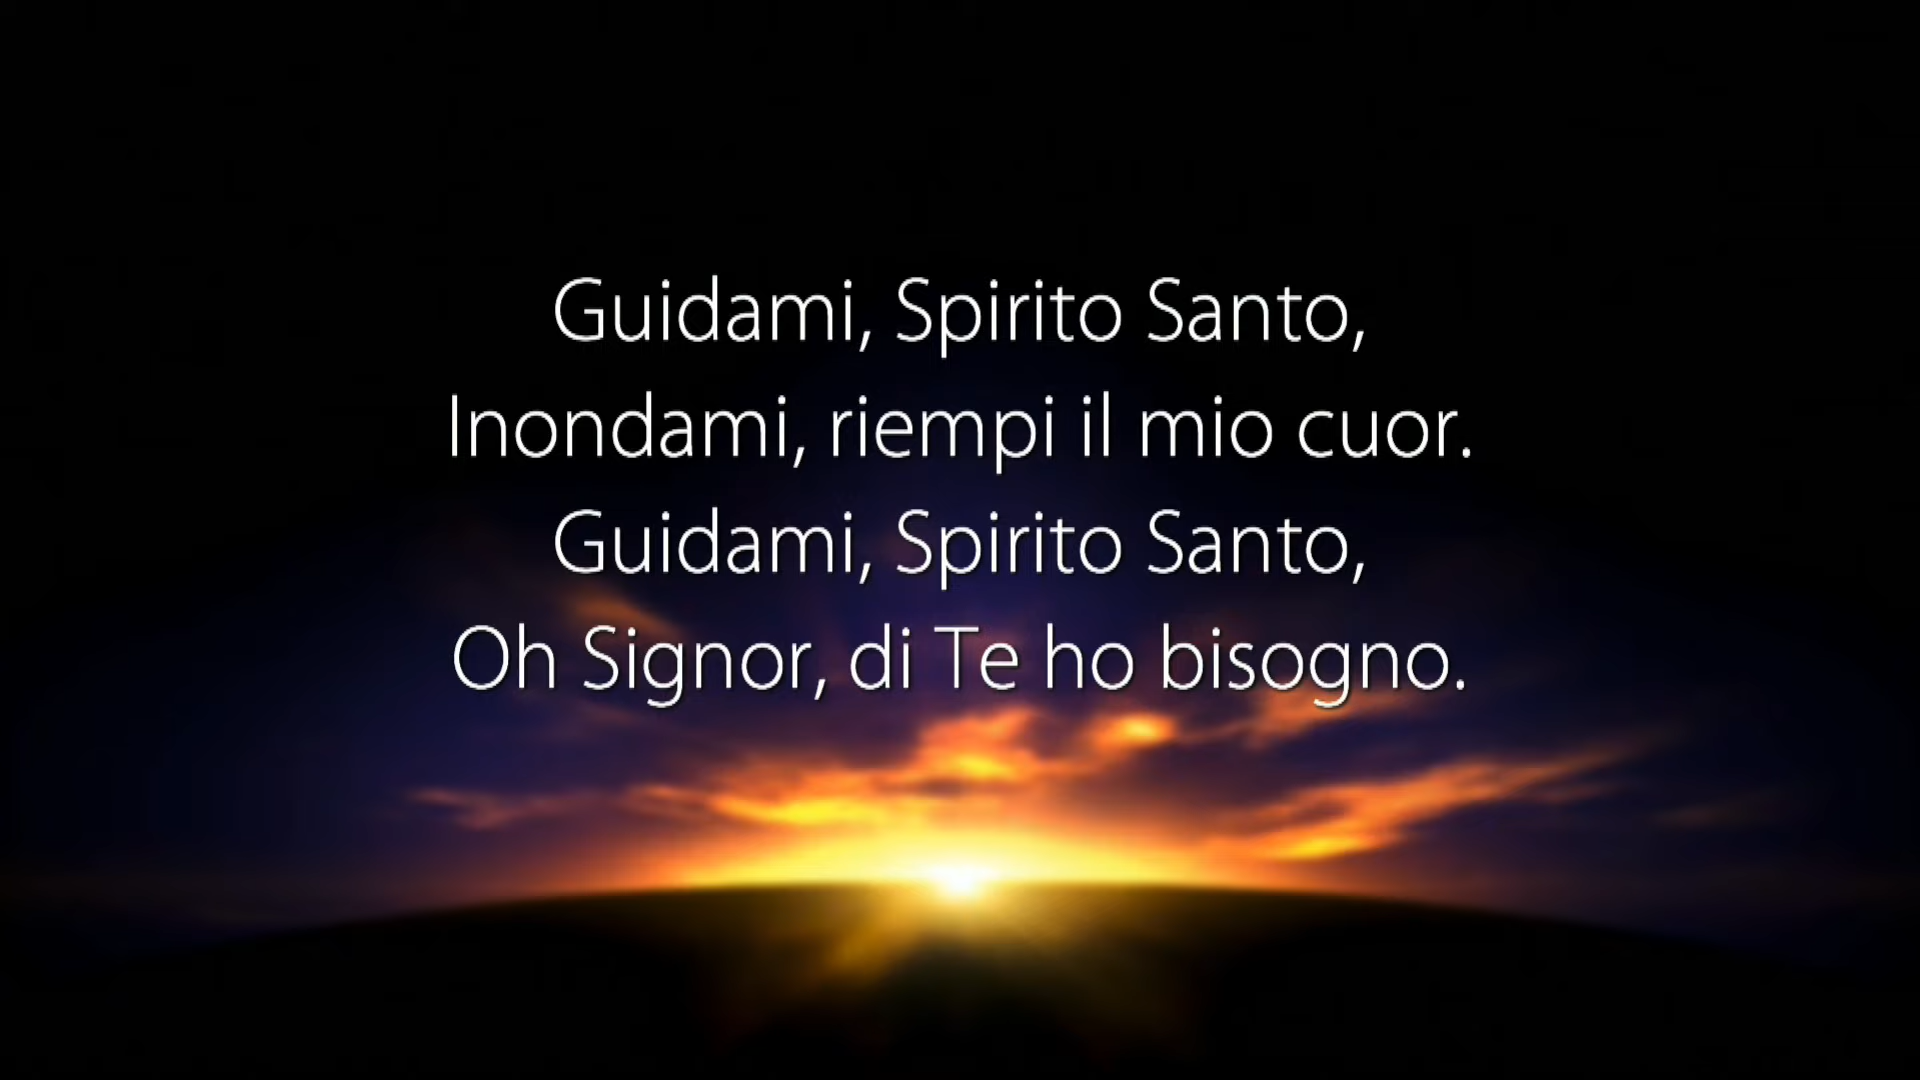 Guidami, Spirito Santo,
Inondami, riempi il mio cuor.
Guidami, Spirito Santo,
Oh Signor, di Te ho bisogno.